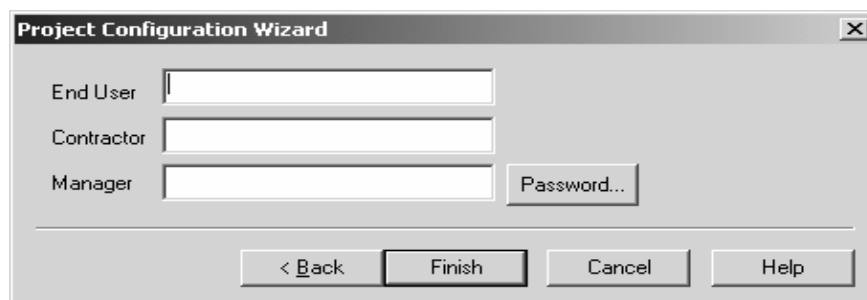 Project Configuration Wizard
End User
Contractor
Manager Password...
< Back Finish Cancel Help